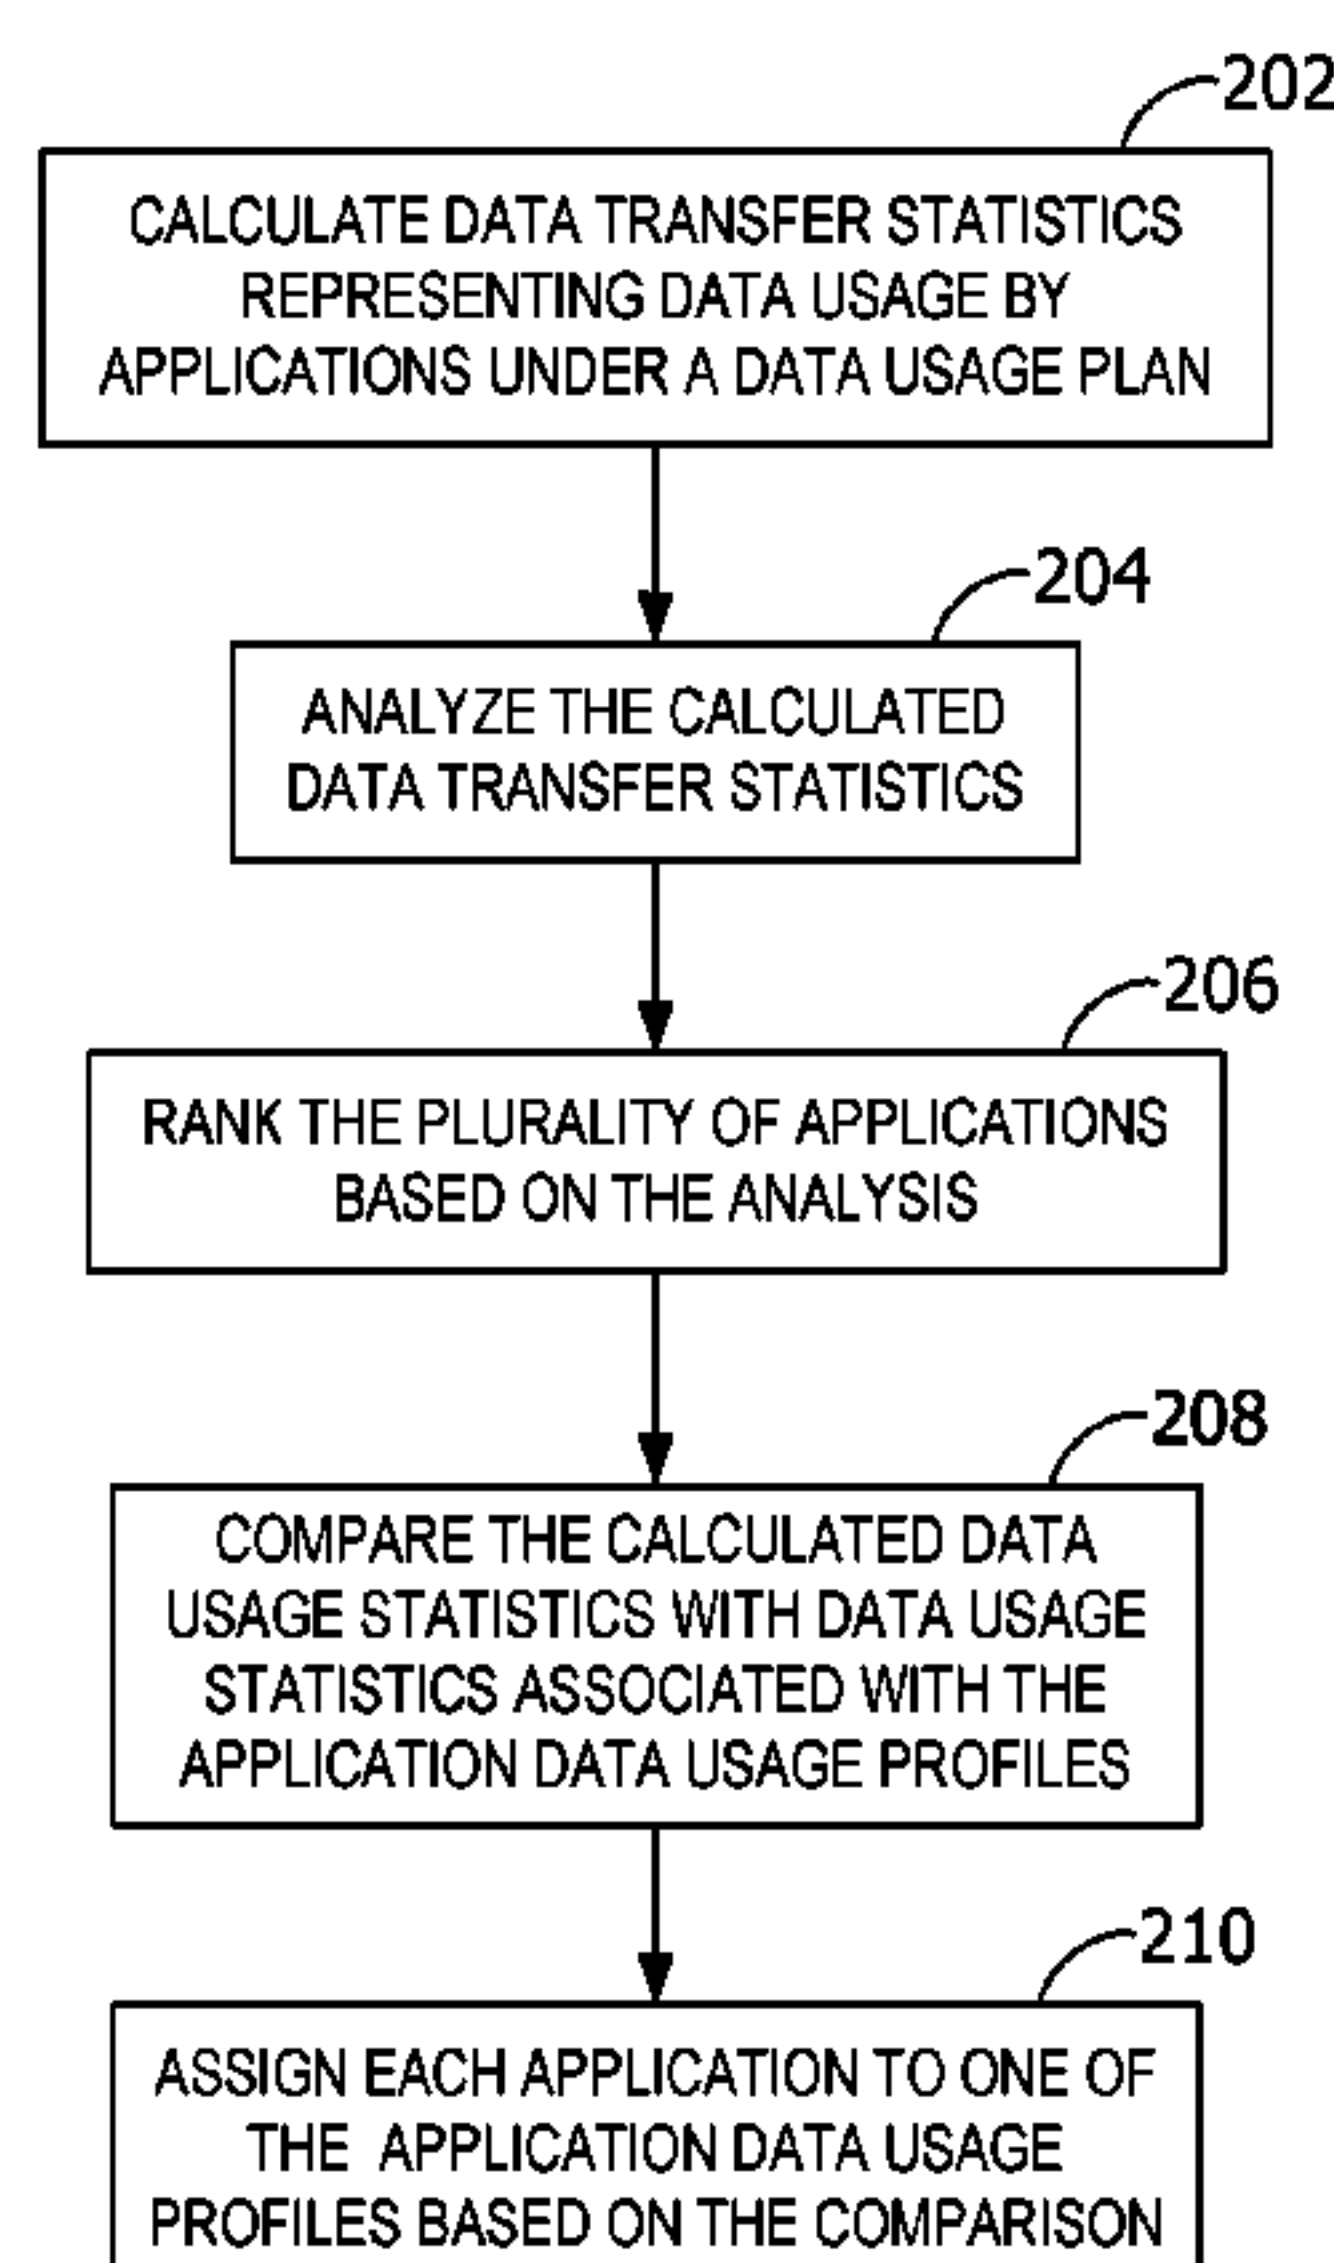 202
CALCULATE DATA TRANSFER STATISTICS
REPRESENTING DATA USAGE BY
APPLICATIONS UNDER A DATA USAGE PLAN
204
ANALYZE THE CALCULATED
DATA TRANSFER STATISTICS
206
RANK THE PLURALITY OF APPLICATIONS
BASED ON THE ANALYSIS
208
COMPARE THE CALCULATED DATA
USAGE STATISTICS WITH DATA USAGE
STATISTICS ASSOCIATED WITH THE
APPLICATION DATA USAGE PROFILES
210
ASSIGN EACH APPLICATION TO ONE OF
THE APPLICATION DATA USAGE
PROFILES BASED ON THE COMPARISON